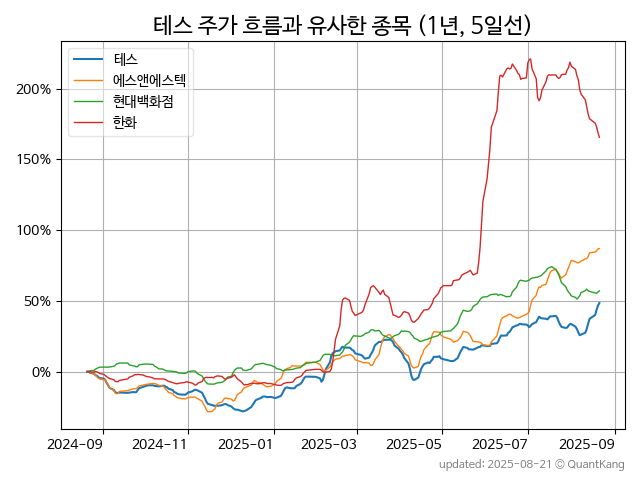 테스 주가 흐름과 유사한 종목 (1년, 5일선)
테스
에스앤에스텍
현대백화점
한화
200%
150%
100%
50%
0%
2024-09 2024-11 2025-01 2025-03 2025-05 2025-07 2025-09
updated: 2025-08-21 © QuantKang